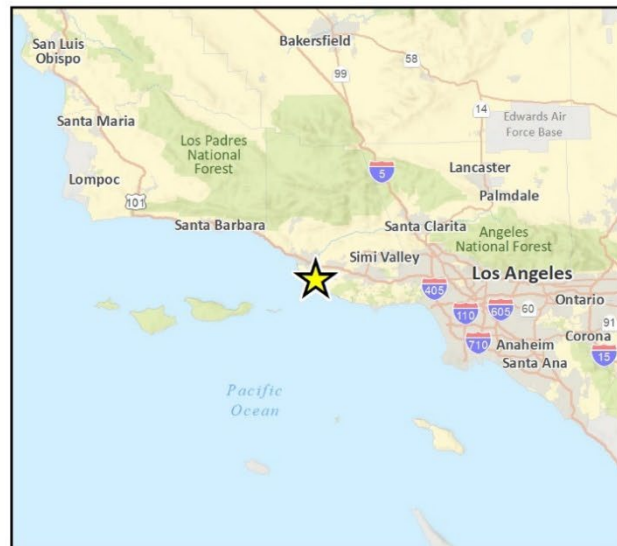 Bakersfield
San Luis
Obispo
58
99
14
Edwards Air
Force Base
Santa Maria
Los Padres
National
Forest
5
Lancaster
Lompoc
Palmdale
101
Santa Barbara
Santa Clarita
Angeles
National Forest
Simi Valley
Los Angeles
405
Ontario
110
605
60
91
Corona
710
Anaheim
15
Santa Ana
Pacific
Ocean